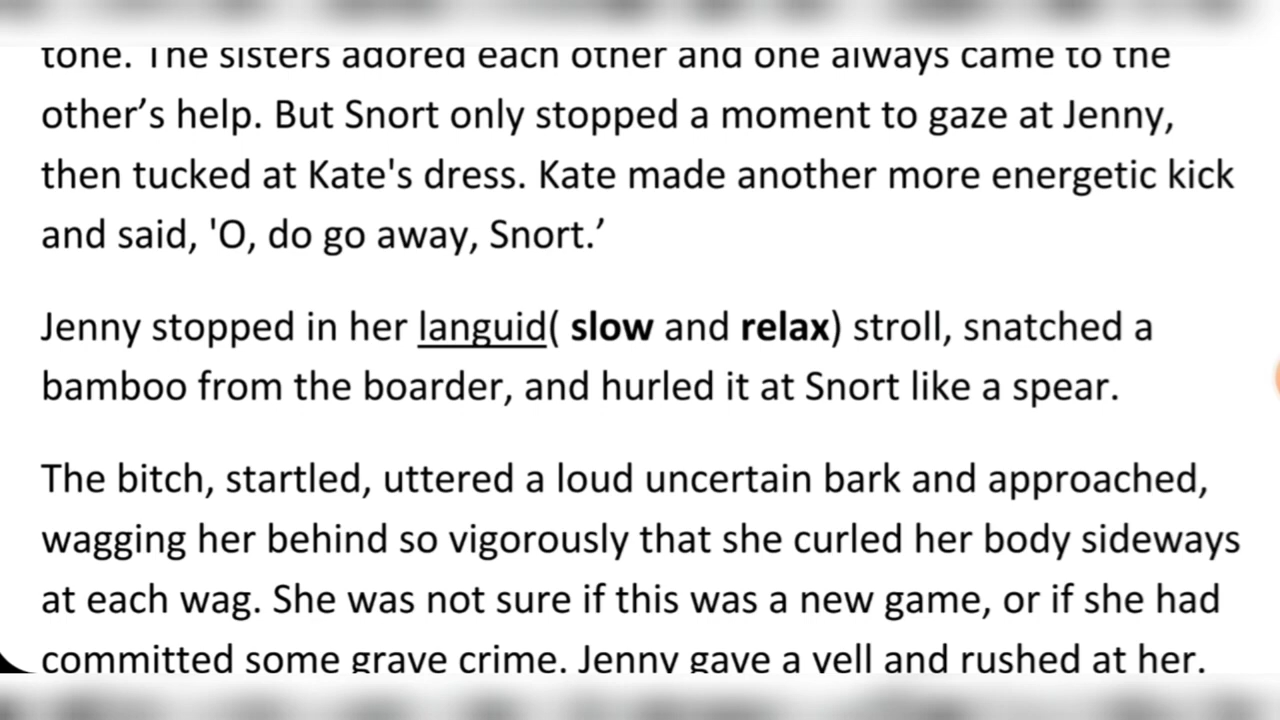 tone. The sisters adored each other and one always came to the
other’s help. But Snort only stopped a moment to gaze at Jenny,
then tucked at Kate's dress. Kate made another more energetic kick
and said, 'O, do go away, Snort.’
Jenny stopped in her languid( slow and relax) stroll, snatched a
bamboo from the boarder, and hurled it at Snort like a spear.
The bitch, startled, uttered a loud uncertain bark and approached,
wagging her behind so vigorously that she curled her body sideways
at each wag. She was not sure if this was a new game, or if she had
committed some grave crime. Jenny gave a yell and rushed at her.